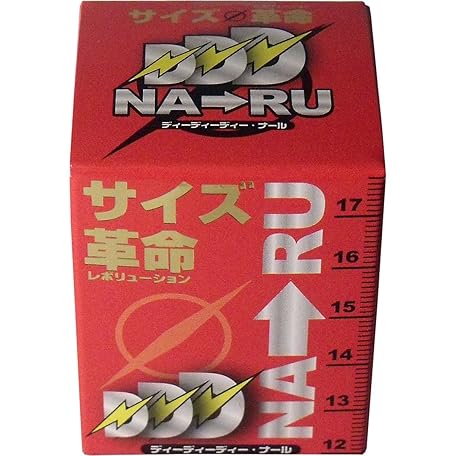 サイズ革命
DDD
NA➡RU
ディーディーディー・ナール
サイズ
革命
レボリューション
NA➡RU
17
16
15
14
13
12
DDD
ディーディーディー・ナール